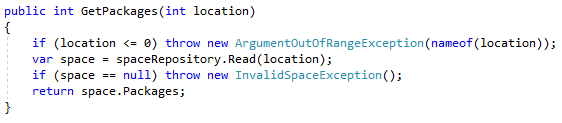 public int GetPackages(int location)
{
    if (location <= 0) throw new ArgumentOutOfRangeException(nameof(location));
    var space = spaceRepository.Read(location);
    if (space == null) throw new InvalidSpaceException();
    return space.Packages;
}